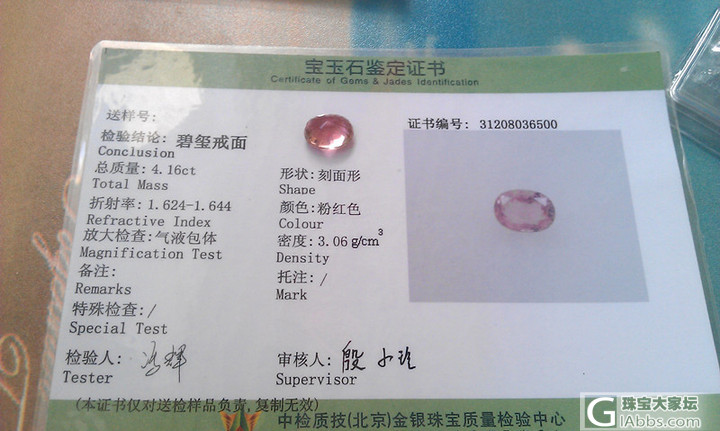 宝玉石鉴定证书
Certificate of Gems & Jades Identification
送样号:
证书编号: 31208036500
检验结论: 碧玺戒面
Conclusion
总质量: 4.16ct
Total Mass
形状: 刻面形
Shape
折射率: 1.624-1.644
Refractive Index
颜色: 粉红色
Colour
放大检查: 气液包体
Magnification Test
密度: 3.06 g/cm³
Density
备注:
Remarks
托注: /
Mark
特殊检查: /
Special Test
检验人:
Tester
审核人: 殷小玲
Supervisor
(本证书仅对送检样品负责,复制无效)
中检质技(北京)金银珠宝质量检验中心
珠宝大家坛
GIAbbs.com